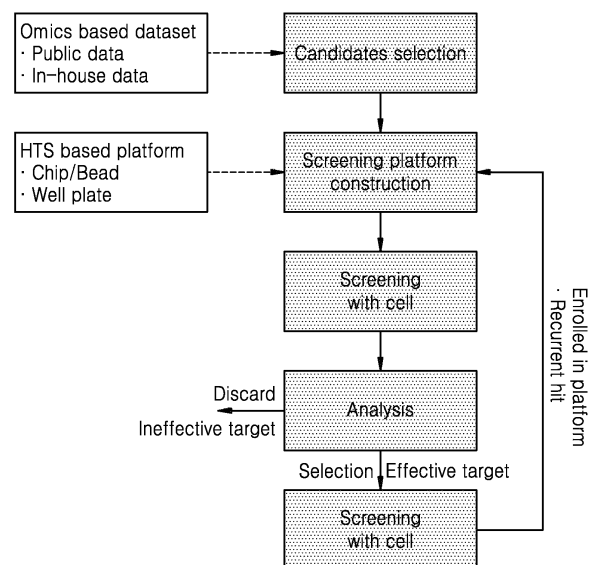 Omics based dataset
· Public data
· In-house data
Candidates selection
HTS based platform
· Chip/Bead
· Well plate
Screening platform
construction
Screening
with cell
Enrolled in platform
· Recurrent hit
Discard
Ineffective target
Analysis
Selection
Effective target
Screening
with cell